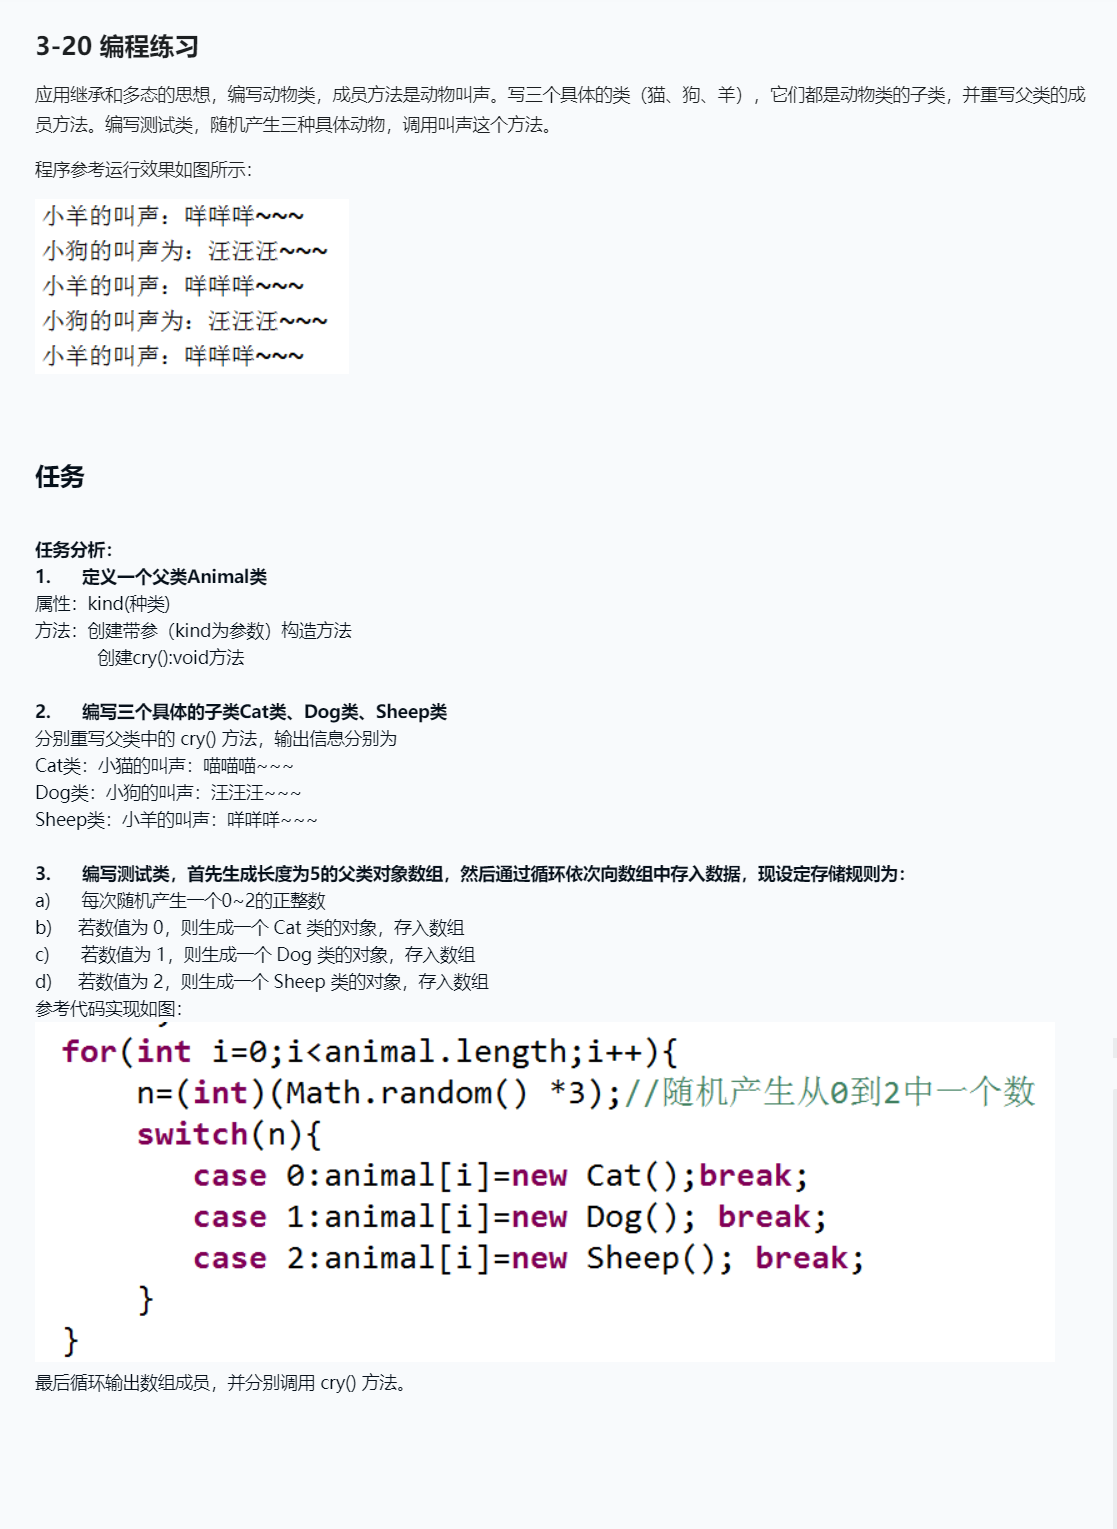 3-20 编程练习
应用继承和多态的思想，编写动物类，成员方法是动物叫声。写三个具体的类（猫、狗、羊），它们都是动物类的子类，并重写父类的成
员方法。编写测试类，随机产生三种具体动物，调用叫声这个方法。
程序参考运行效果如图所示：
小羊的叫声：咩咩咩~~~
小狗的叫声为：汪汪汪~~~
小羊的叫声：咩咩咩~~~
小狗的叫声为：汪汪汪~~~
小羊的叫声：咩咩咩~~~
任务
任务分析：
1. 定义一个父类Animal类
属性：kind(种类)
方法：创建带参（kind为参数）构造方法
创建cry():void方法
2. 编写三个具体的子类Cat类、Dog类、Sheep类
分别重写父类中的 cry() 方法，输出信息分别为
Cat类：小猫的叫声：喵喵喵~~~
Dog类：小狗的叫声：汪汪汪~~~
Sheep类：小羊的叫声：咩咩咩~~~
3. 编写测试类，首先生成长度为5的父类对象数组，然后通过循环依次向数组中存入数据，现设定存储规则为：
a) 每次随机产生一个0~2的正整数
b) 若数值为 0，则生成一个 Cat 类的对象，存入数组
c) 若数值为 1，则生成一个 Dog 类的对象，存入数组
d) 若数值为 2，则生成一个 Sheep 类的对象，存入数组
参考代码实现如图：
for(int i=0;i<animal.length;i++){
n=(int)(Math.random() *3);//随机产生从0到2中一个数
switch(n){
case 0:animal[i]=new Cat();break;
case 1:animal[i]=new Dog(); break;
case 2:animal[i]=new Sheep(); break;
}
}
最后循环输出数组成员，并分别调用 cry() 方法。